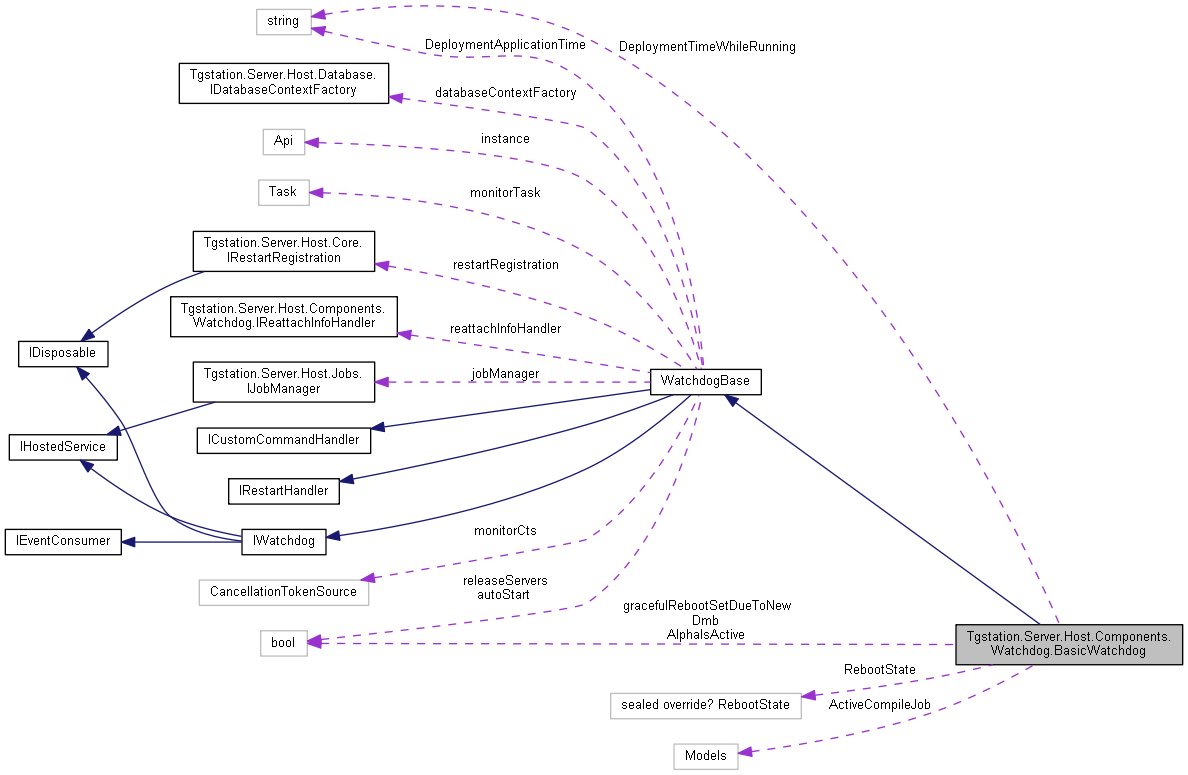 string
DeploymentApplicationTime
DeploymentTimeWhileRunning
Tgstation.Server.Host.Database.
IDatabaseContextFactory
databaseContextFactory
Api
instance
Task
monitorTask
Tgstation.Server.Host.Core.
IRestartRegistration
restartRegistration
Tgstation.Server.Host.Components.
Watchdog.IReattachInfoHandler
reattachInfoHandler
IDisposable
Tgstation.Server.Host.Jobs.
IJobManager
jobManager
WatchdogBase
IHostedService
ICustomCommandHandler
IRestartHandler
IEventConsumer
IWatchdog
monitorCts
CancellationTokenSource
releaseServers
autoStart
bool
gracefulRebootSetDueToNew
Dmb
AlphaIsActive
Tgstation.Server.Host.Components.
Watchdog.BasicWatchdog
RebootState
sealed override? RebootState
ActiveCompileJob
Models